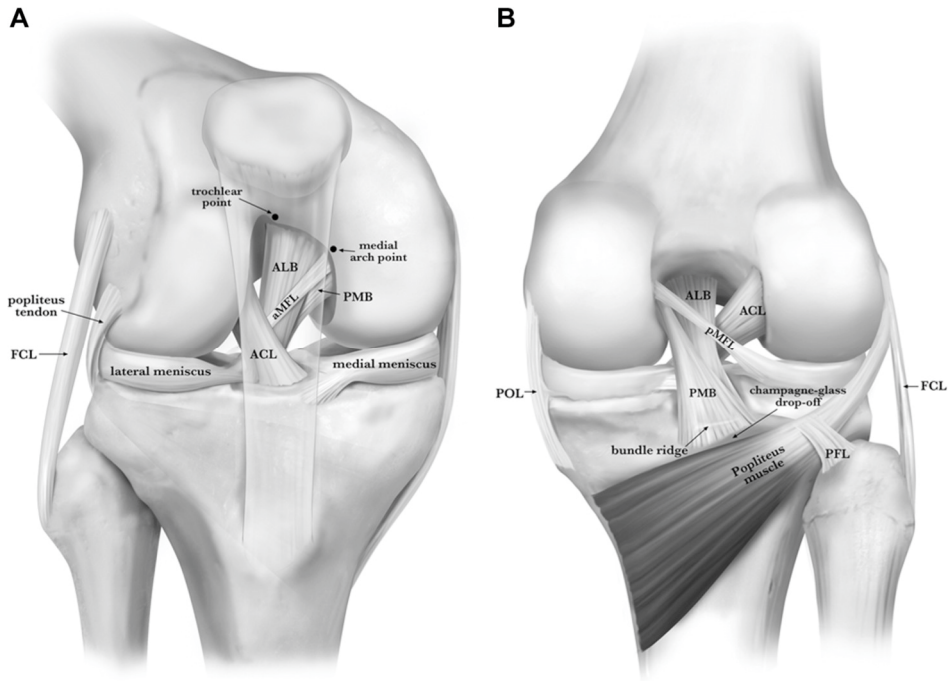 A
trochlear
point
medial
arch point
ALB
aMFL
PMB
popliteus
tendon
FCL
ACL
lateral meniscus
medial meniscus
B
ALB
ACL
pMFL
POL
PMB
champagne-glass
drop-off
FCL
bundle ridge
Popliteus
muscle
PFL